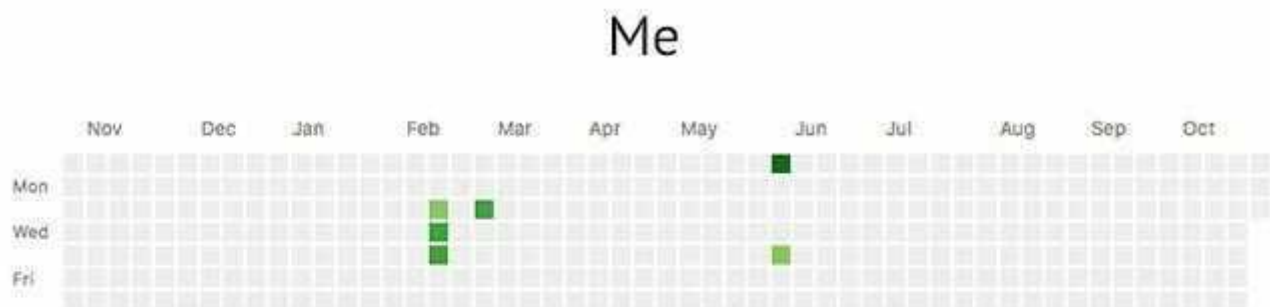 Me
Nov Dec Jan Feb Mar Apr May Jun Jul Aug Sep Oct
Mon
Wed
Fri